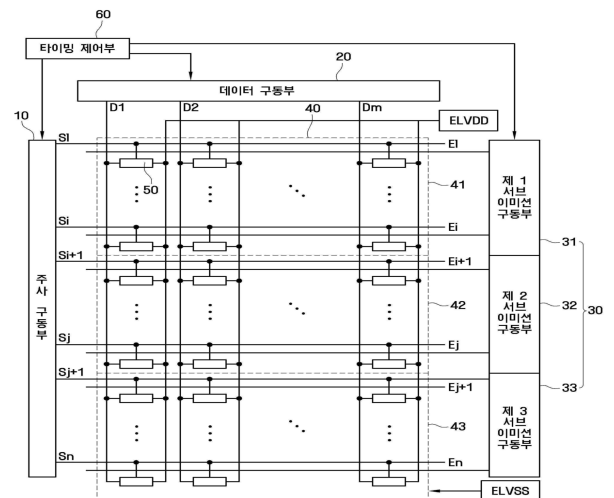 60
타이밍 제어부
20
데이터 구동부
10
D1 D2 Dm
40
ELVDD
S1 E1
50
41
제 1
서브
이미션
구동부
Si Ei
31
Si+1 Ei+1
주사 구동부
42
제 2
서브
이미션
구동부
32
30
Sj Ej
Sj+1 Ej+1
33
43
제 3
서브
이미션
구동부
Sn En
ELVSS